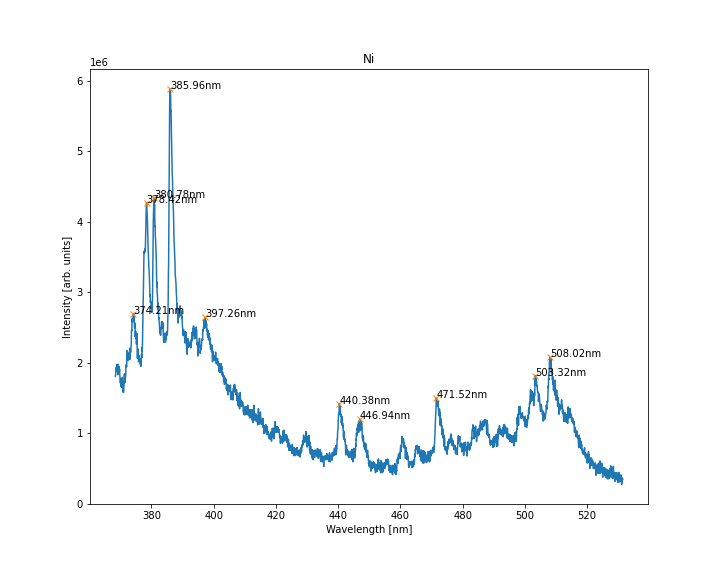 Ni
1e6
Intensity [arb. units]
6
5
4
3
2
1
0
385.96nm
380.78nm
378.42nm
374.21nm
397.26nm
440.38nm
446.94nm
471.52nm
508.02nm
503.32nm
380 400 420 440 460 480 500 520
Wavelength [nm]